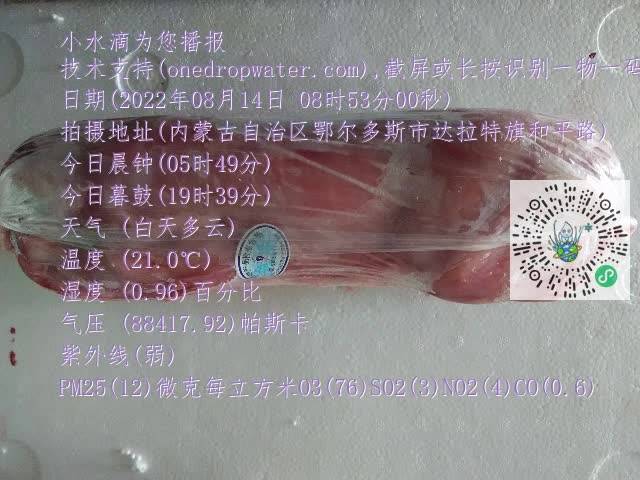 小水滴为您播报
技术支持(onedropwater.com),截屏或长按识别一物一码
日期(2022年08月14日 08时53分00秒)
拍摄地址(内蒙古自治区鄂尔多斯市达拉特旗和平路)
今日晨钟(05时49分)
今日暮鼓(19时39分)
天气 (白天多云)
温度 (21.0℃)
湿度 (0.96)百分比
气压 (88417.92)帕斯卡
紫外线(弱)
PM25(12)微克每立方米O3(76)SO2(3)NO2(4)CO(0.6)